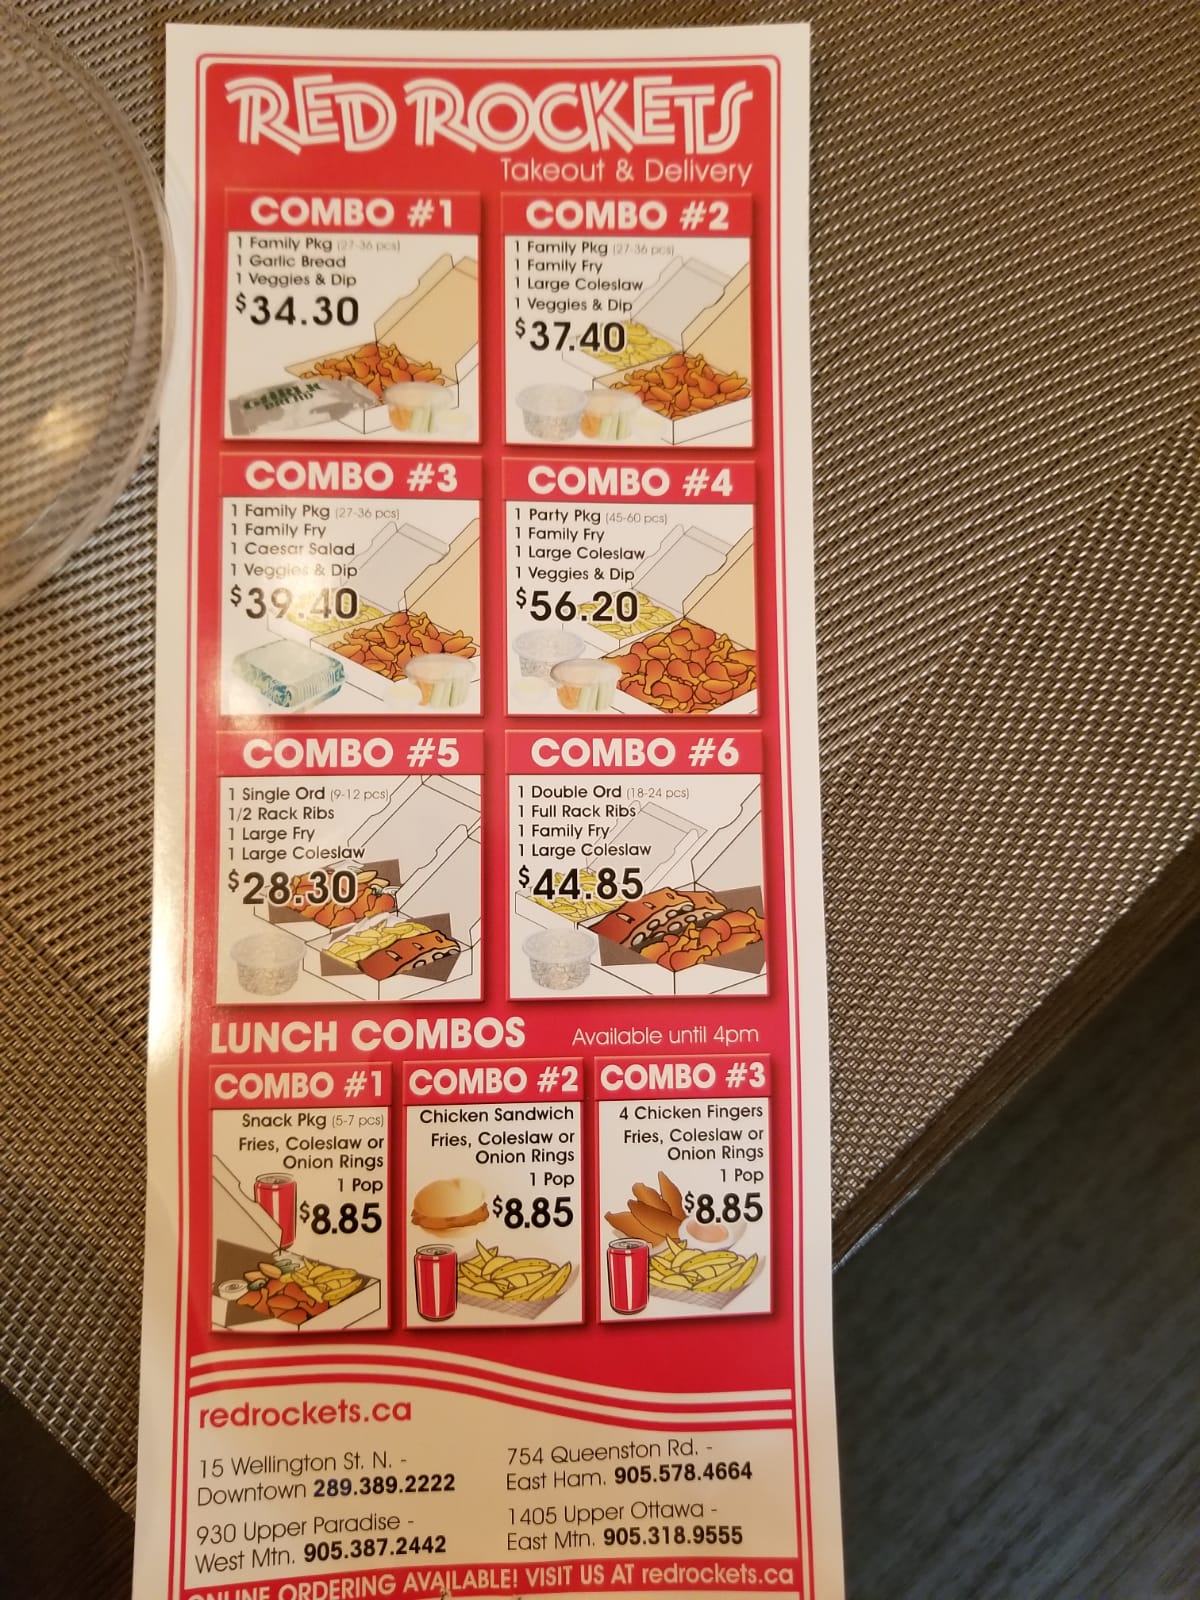 RED ROCKETS
Takeout & Delivery
COMBO #1
1 Family Pkg (27-36 pcs)
1 Garlic Bread
1 Veggies & Dip
$34.30
COMBO #2
1 Family Pkg (27-36 pcs)
1 Family Fry
1 Large Coleslaw
1 Veggies & Dip
$37.40
COMBO #3
1 Family Pkg (27-36 pcs)
1 Family Fry
1 Caesar Salad
1 Veggies & Dip
$39.40
COMBO #4
1 Party Pkg (45-60 pcs)
1 Family Fry
1 Large Coleslaw
1 Veggies & Dip
$56.20
COMBO #5
1 Single Ord (9-12 pcs)
1/2 Rack Ribs
1 Large Fry
1 Large Coleslaw
$28.30
COMBO #6
1 Double Ord (18-24 pcs)
1 Full Rack Ribs
1 Family Fry
1 Large Coleslaw
$44.85
LUNCH COMBOS Available until 4pm
COMBO #1
Snack Pkg (5-7 pcs)
Fries, Coleslaw or
Onion Rings
1 Pop
$8.85
COMBO #2
Chicken Sandwich
Fries, Coleslaw or
Onion Rings
1 Pop
$8.85
COMBO #3
4 Chicken Fingers
Fries, Coleslaw or
Onion Rings
1 Pop
$8.85
redrockets.ca
15 Wellington St. N. -
Downtown 289.389.2222
930 Upper Paradise -
West Mtn. 905.387.2442
754 Queenston Rd. -
East Ham. 905.578.4664
1405 Upper Ottawa -
East Mtn. 905.318.9555
ONLINE ORDERING AVAILABLE! VISIT US AT redrockets.ca